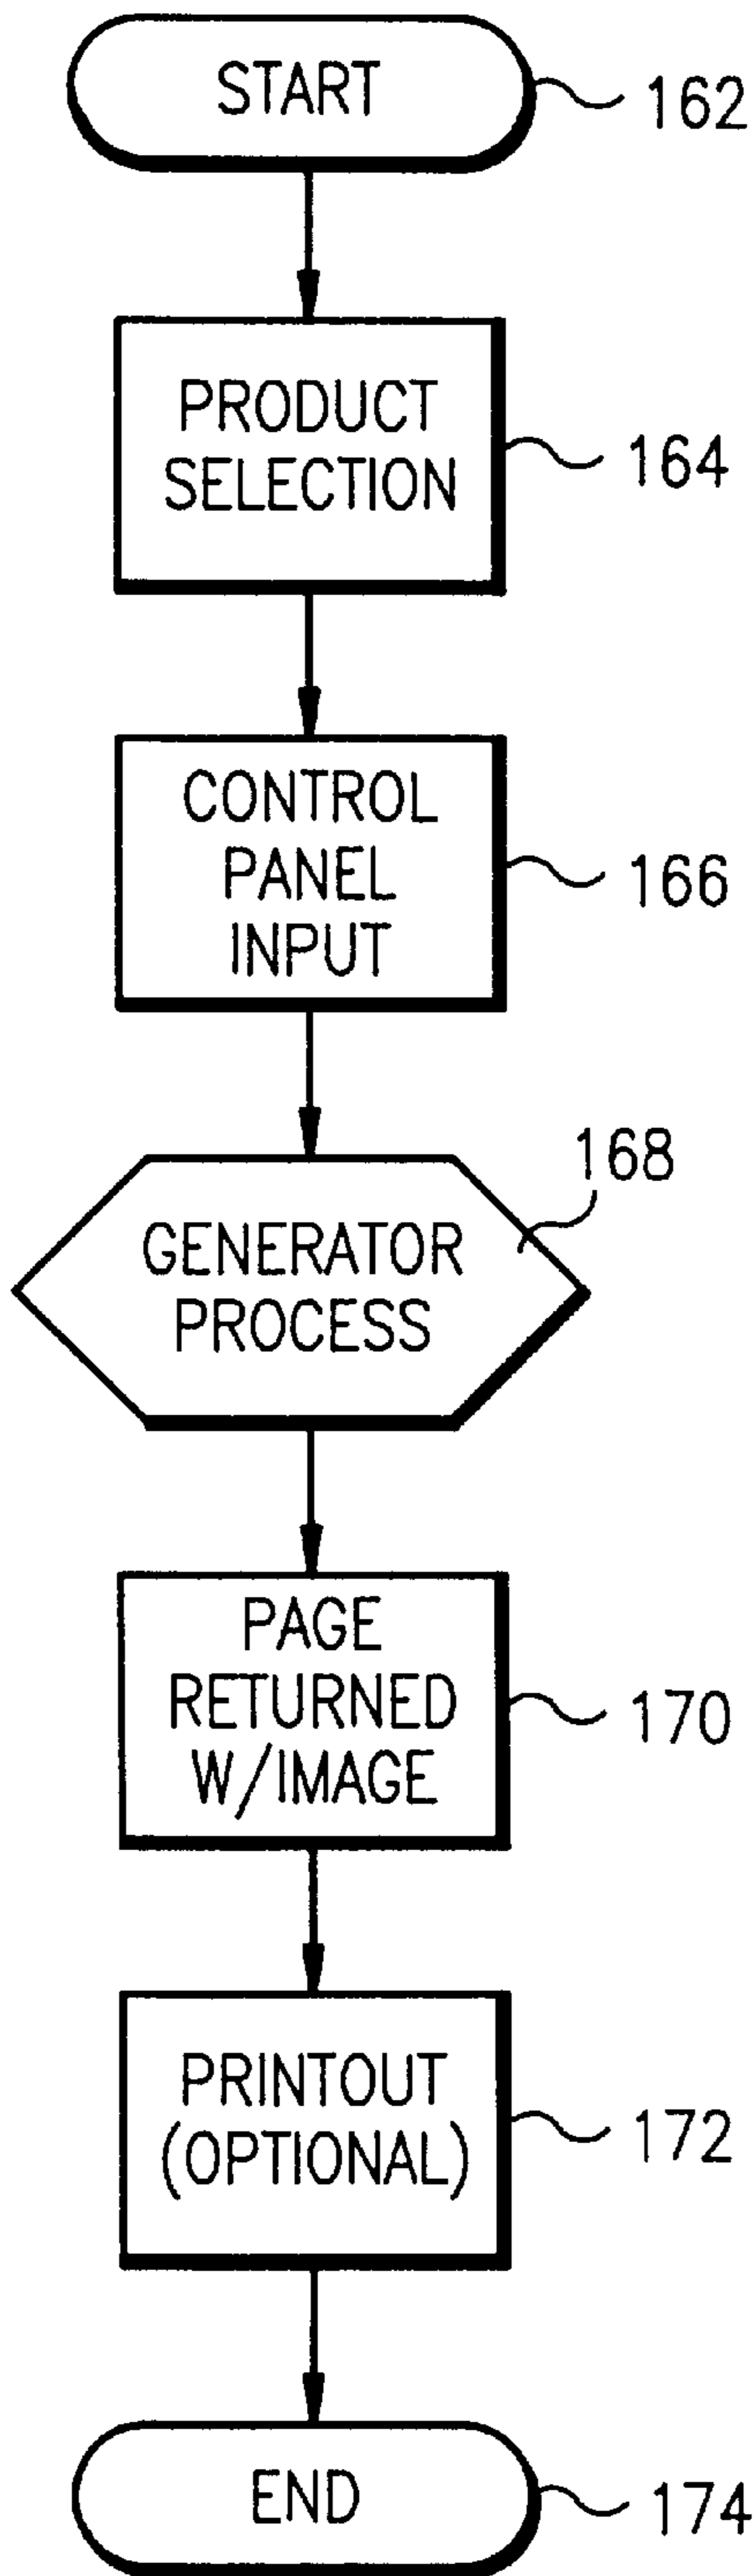 START
162
PRODUCT
SELECTION
164
CONTROL
PANEL
INPUT
166
168
GENERATOR
PROCESS
PAGE
RETURNED
W/IMAGE
170
PRINTOUT
(OPTIONAL)
172
END
174